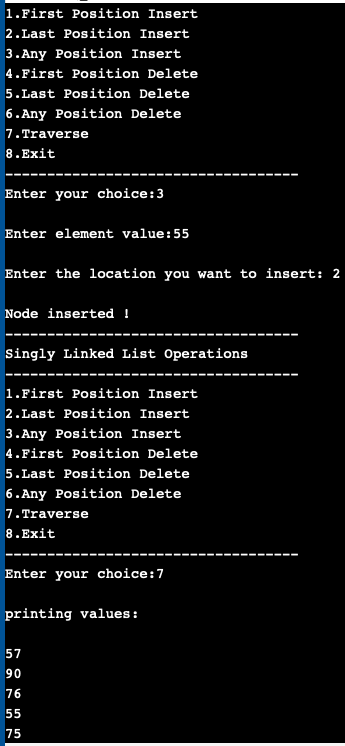 1.First Position Insert
2.Last Position Insert
3.Any Position Insert
4.First Position Delete
5.Last Position Delete
6.Any Position Delete
7.Traverse
8.Exit
-----------------------------------
Enter your choice:3
Enter element value:55
Enter the location you want to insert: 2
Node inserted !
-----------------------------------
Singly Linked List Operations
-----------------------------------
1.First Position Insert
2.Last Position Insert
3.Any Position Insert
4.First Position Delete
5.Last Position Delete
6.Any Position Delete
7.Traverse
8.Exit
-----------------------------------
Enter your choice:7
printing values:
57
90
76
55
75